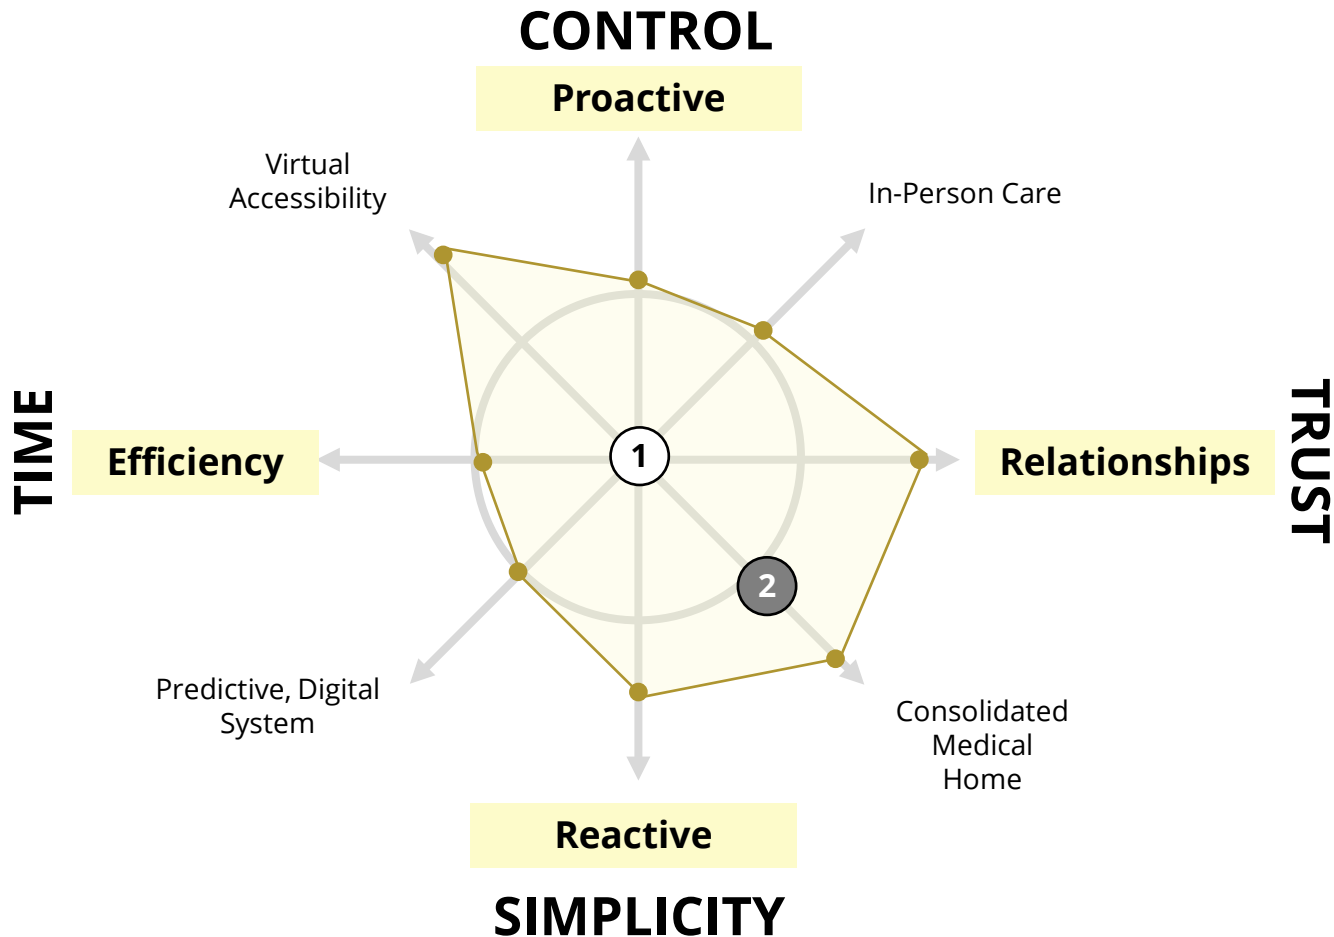 CONTROL
Proactive
Virtual
Accessibility
In-Person Care
TIME
Efficiency
1
Relationships
TRUST
2
Predictive, Digital
System
Consolidated
Medical
Home
Reactive
SIMPLICITY